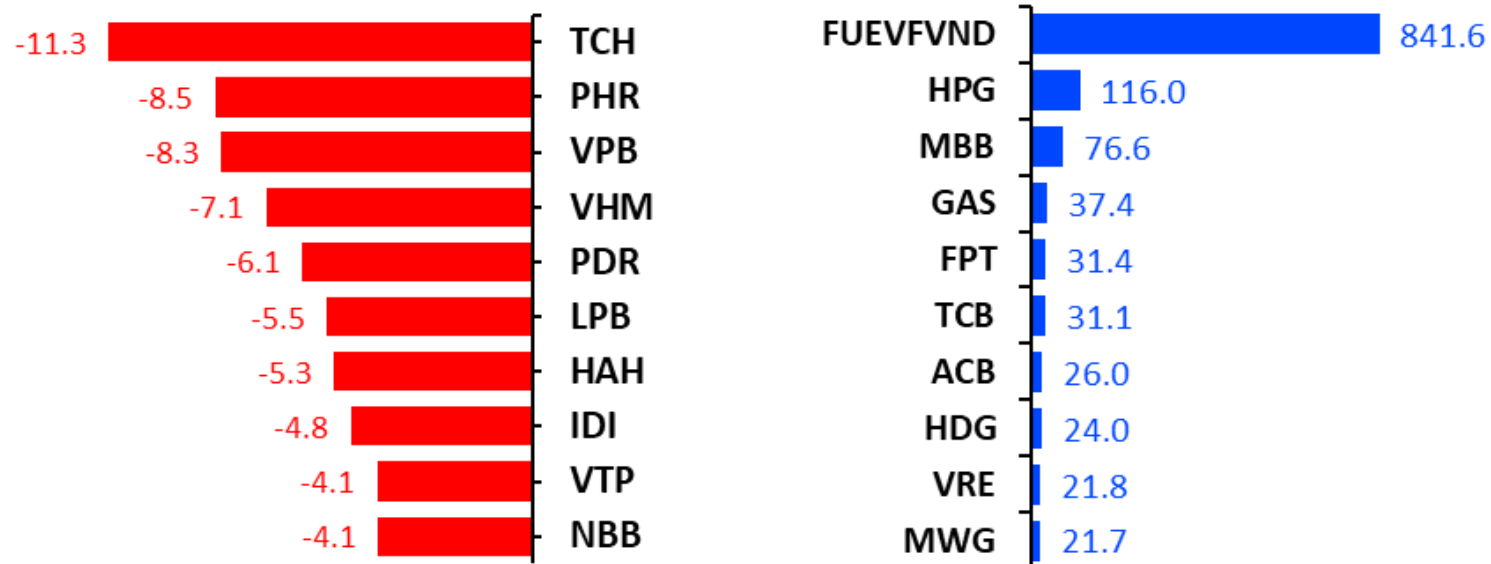 -11.3 TCH
-8.5 PHR
-8.3 VPB
-7.1 VHM
-6.1 PDR
-5.5 LPB
-5.3 HAH
-4.8 IDI
-4.1 VTP
-4.1 NBB
FUEVFVND 841.6
HPG 116.0
MBB 76.6
GAS 37.4
FPT 31.4
TCB 31.1
ACB 26.0
HDG 24.0
VRE 21.8
MWG 21.7